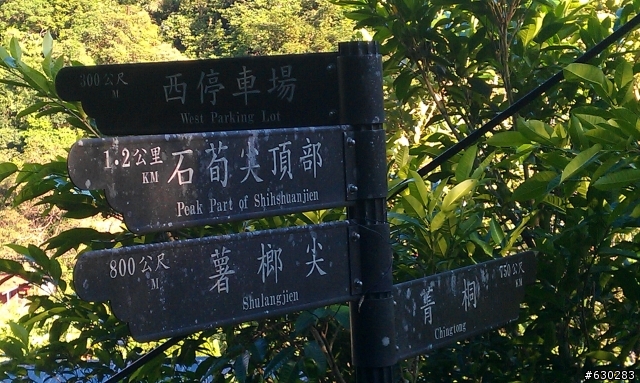 300公尺
M
西停車場
West Parking Lot
1.2公里
KM
石荀尖頂部
Peak Part of Shihshuanjien
800公尺
M
薯榔尖
Shulangjien
菁桐
750公尺
KM
Chingtong
#630283